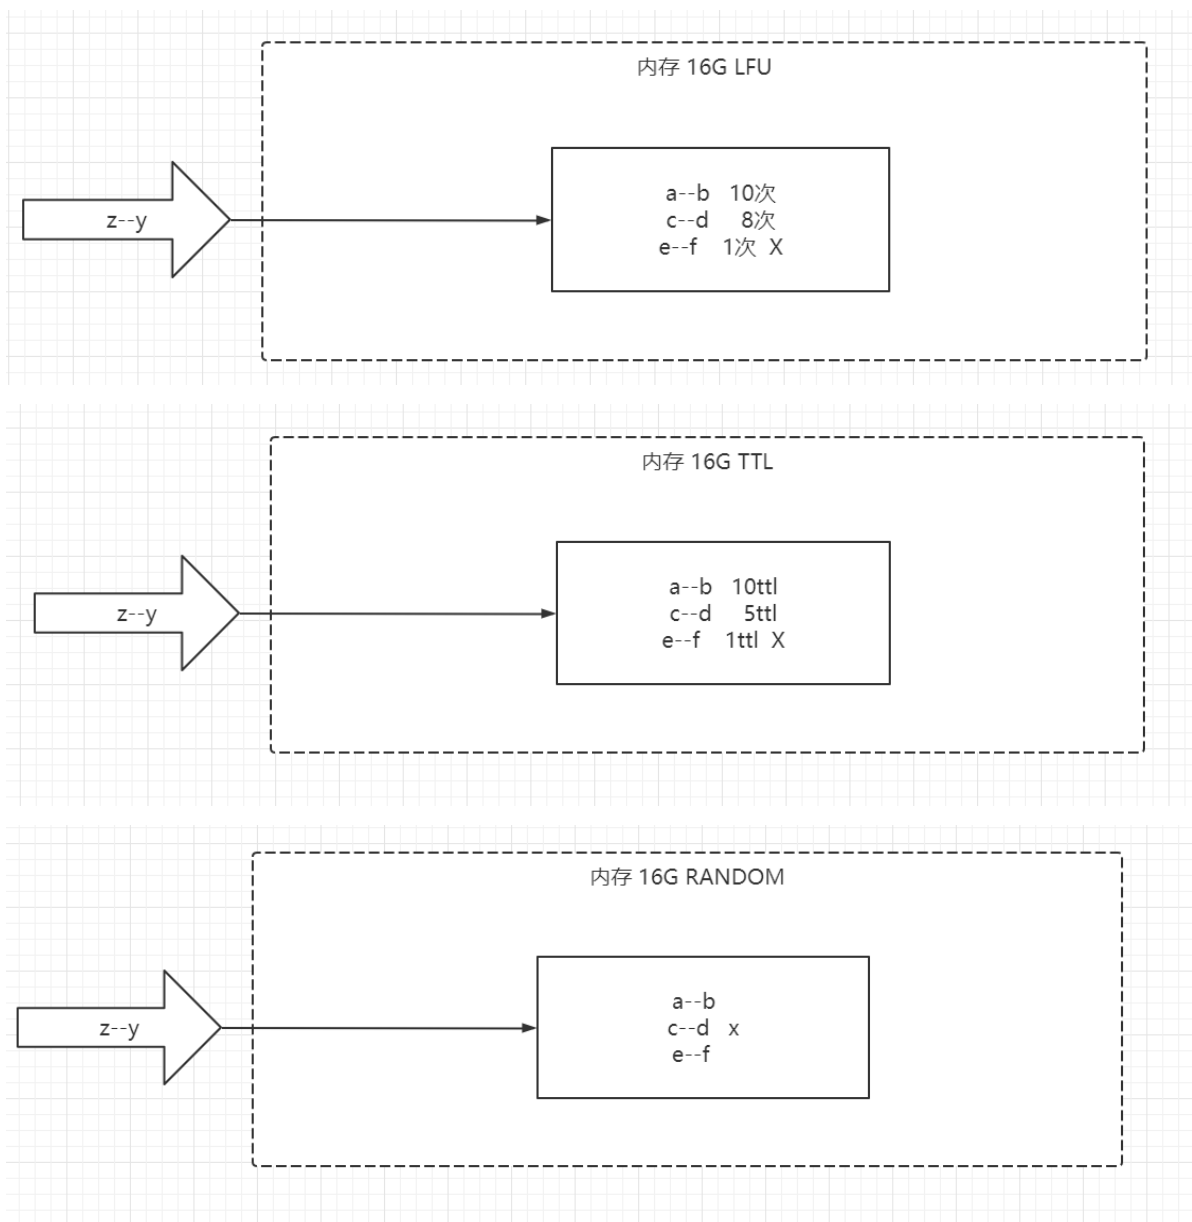 内存 16G LFU
z--y
a--b 10次
c--d 8次
e--f 1次 X
内存 16G TTL
z--y
a--b 10ttl
c--d 5ttl
e--f 1ttl X
内存 16G RANDOM
z--y
a--b
c--d x
e--f